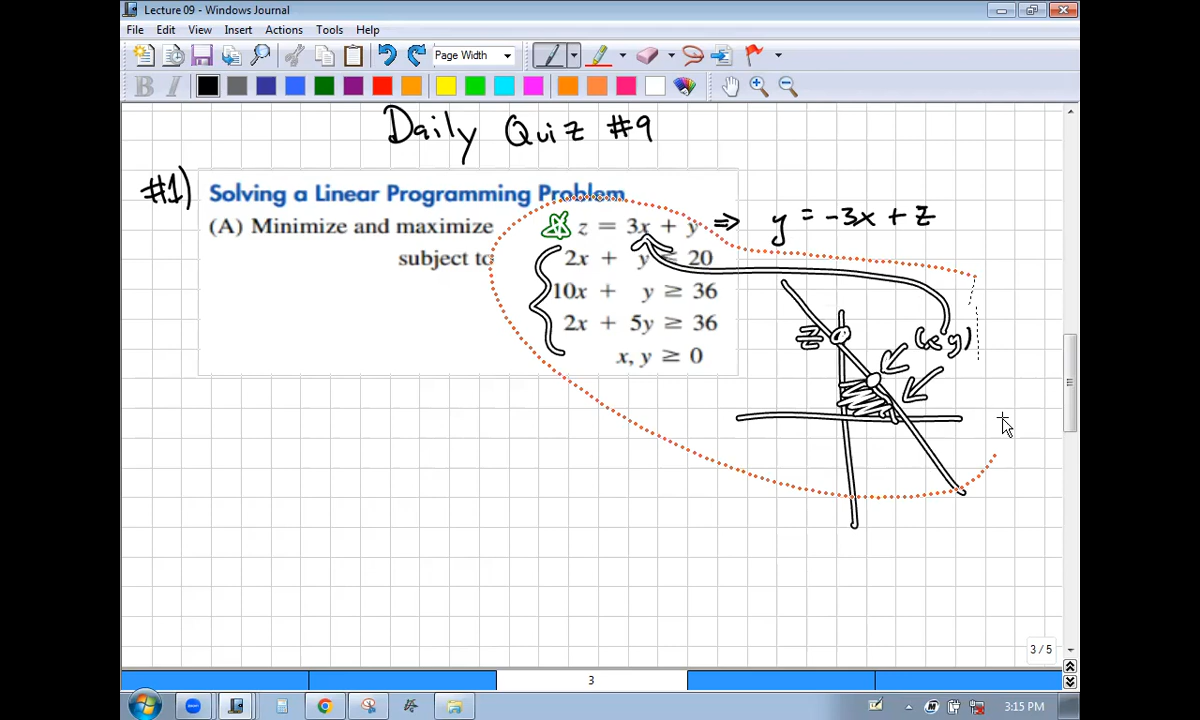 Lecture 09 - Windows Journal
File Edit View Insert Actions Tools Help
Page Width
B I
Daily Quiz #9
#1) Solving a Linear Programming Problem
(A) Minimize and maximize z = 3x + y ⇒ y = -3x + z
subject to 2x + y 20
10x + y ≥ 36
2x + 5y ≥ 36
x, y ≥ 0
z
(x, y)
3 / 5
3
3:15 PM